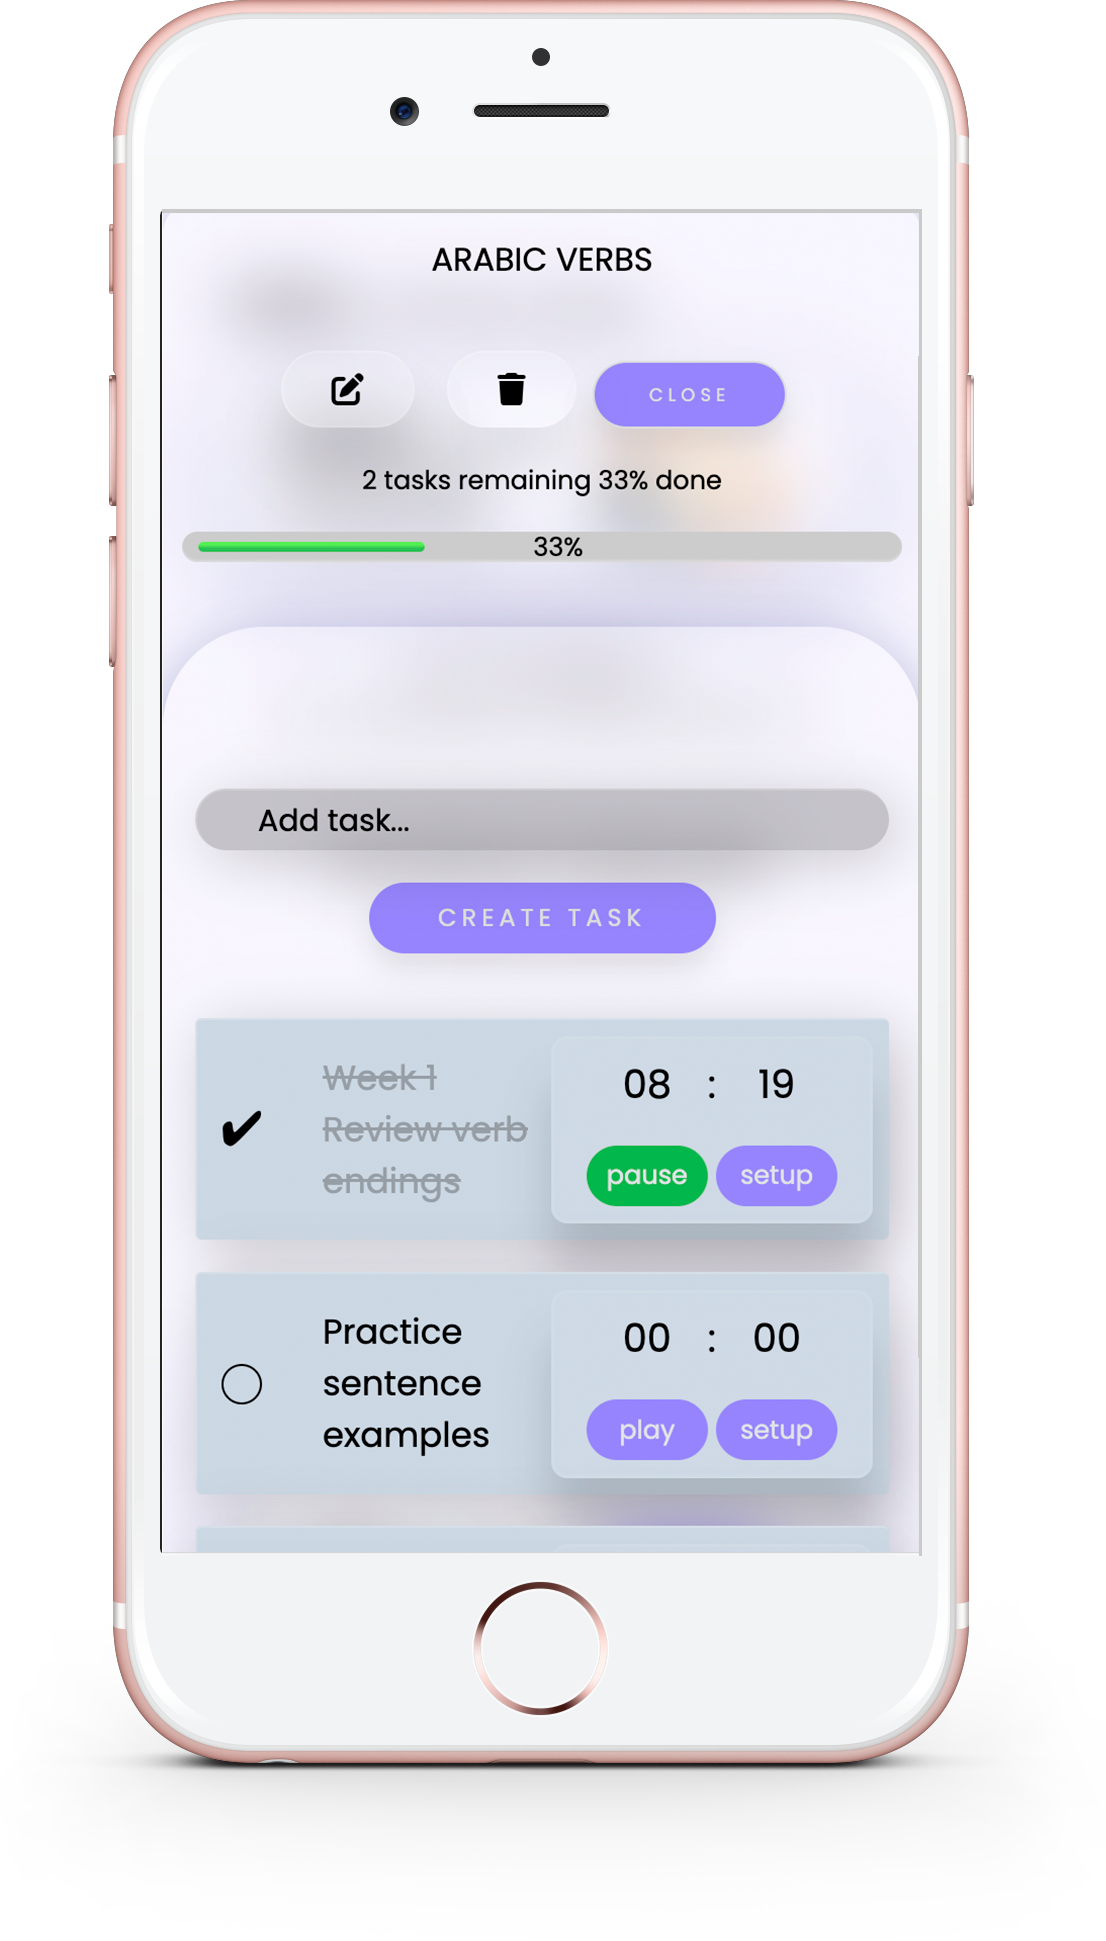 ARABIC VERBS
CLOSE
2 tasks remaining 33% done
33%
Add task...
CREATE TASK
Week 1
Review verb
endings
08 : 19
pause setup
Practice
sentence
examples
00 : 00
play setup